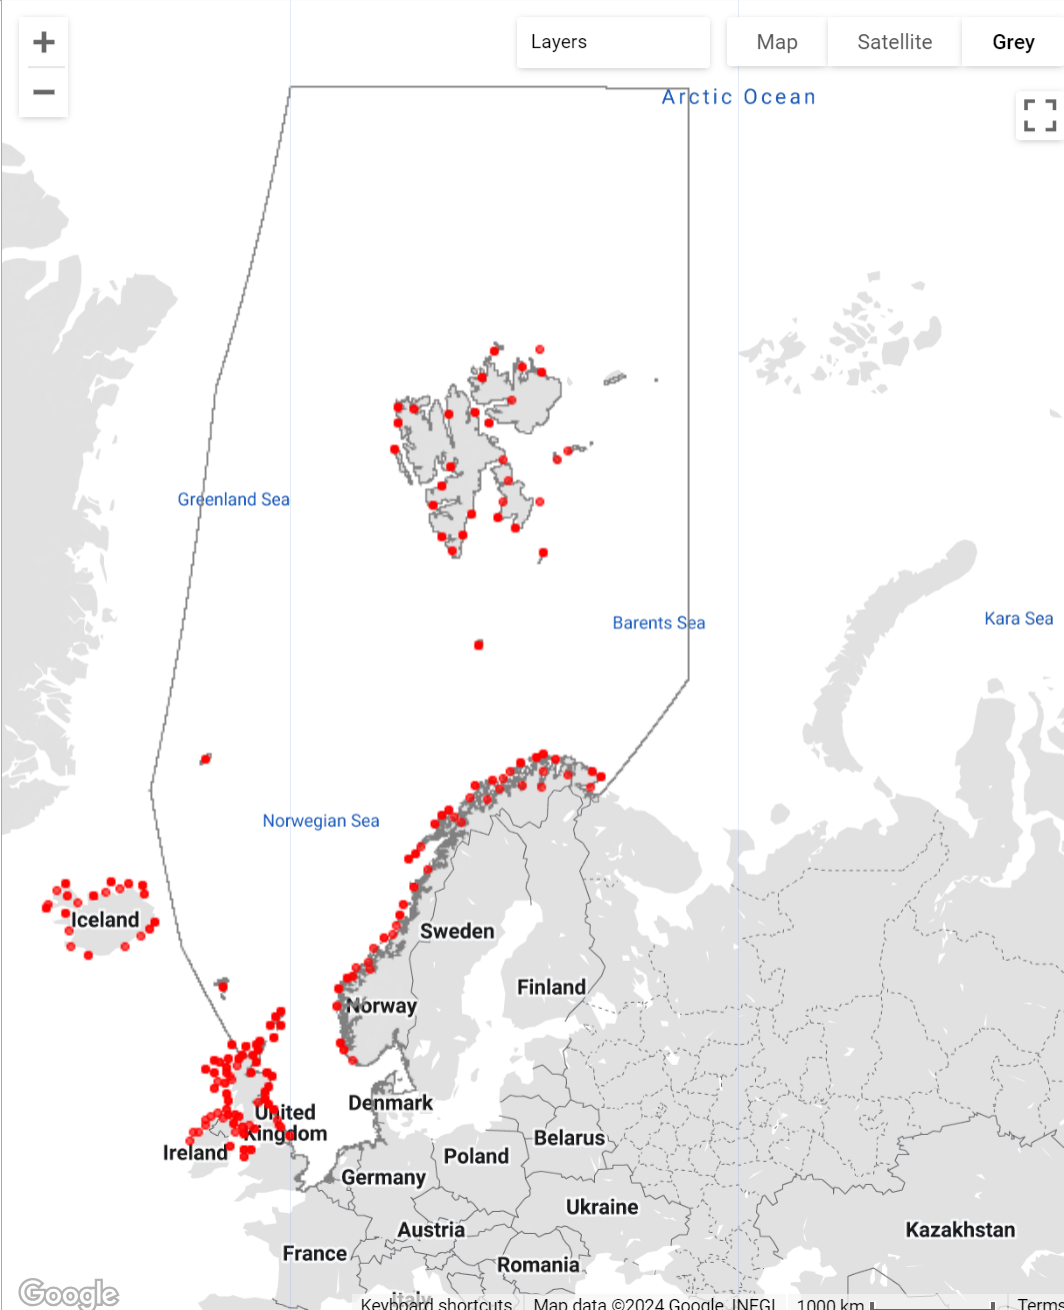 +
Layers
Map
Satellite
Grey
−
Arctic Ocean
Greenland Sea
Barents Sea
Kara Sea
Norwegian Sea
Iceland
Sweden
Finland
Norway
Denmark
United
Kingdom
Ireland
Belarus
Poland
Germany
Ukraine
Austria
Kazakhstan
France
Romania
Italy
Google
Keyboard shortcuts
Map data ©2024 Google, INEGI
1000 km
Terms